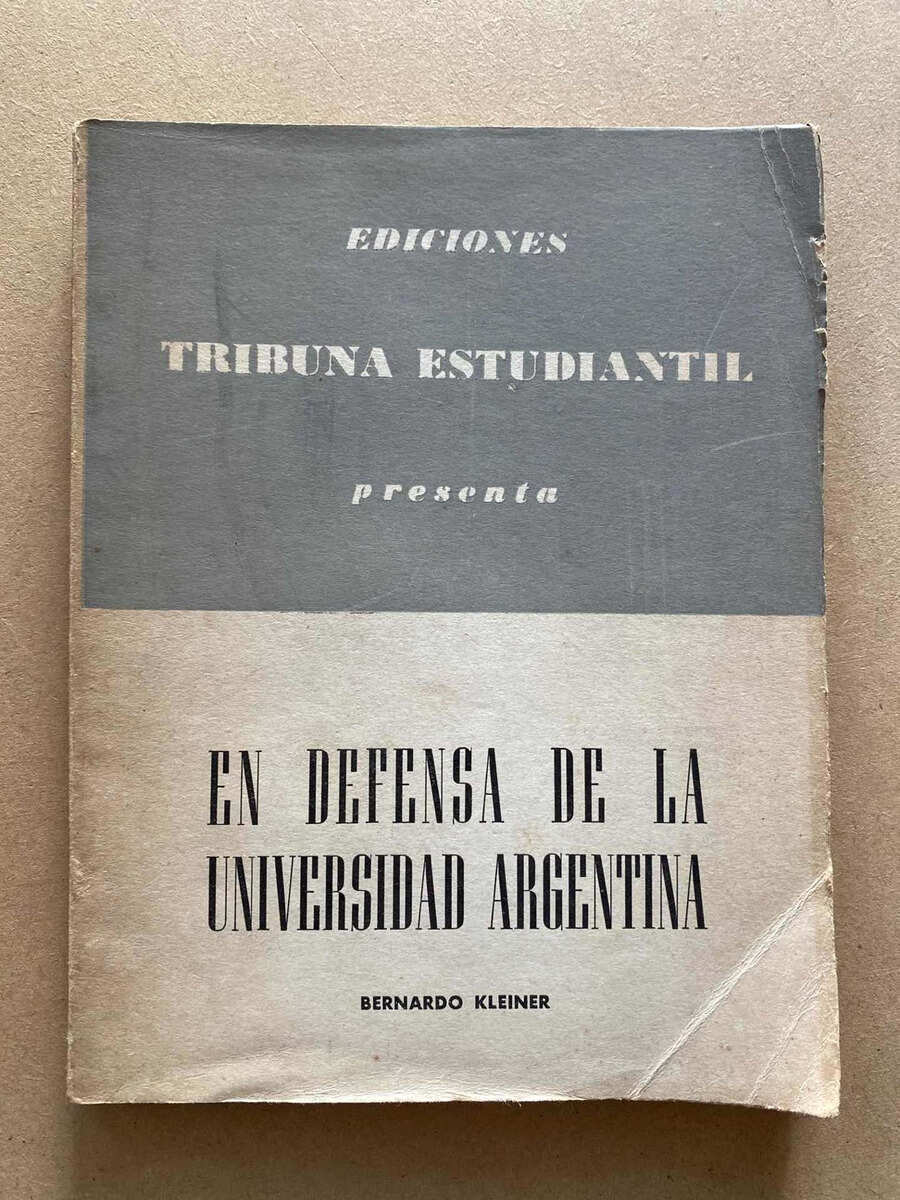 EDICIONES
TRIBUNA ESTUDIANTIL
presenta
EN DEFENSA DE LA
UNIVERSIDAD ARGENTINA
BERNARDO KLEINER